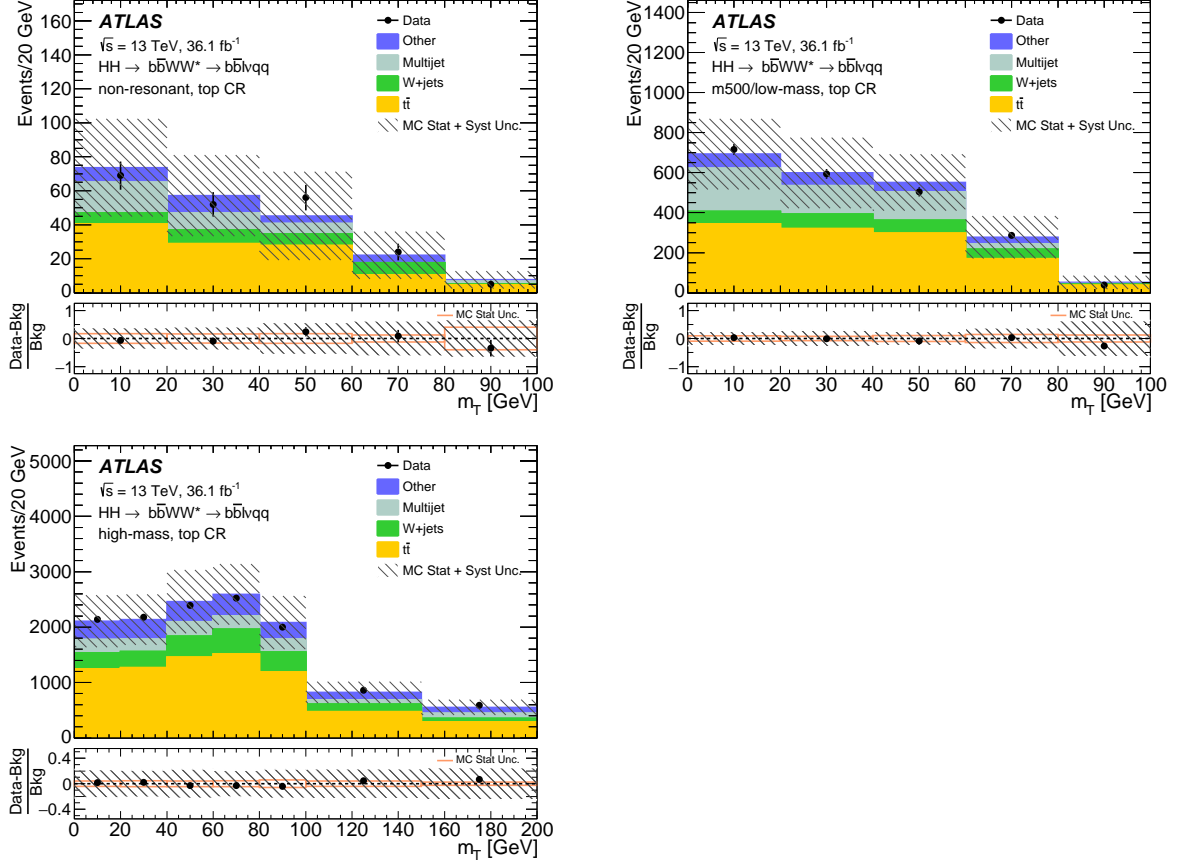 ATLAS
√s = 13 TeV, 36.1 fb⁻¹
HH → bb̅WW* → bb̅lνqq
non-resonant, top CR
Data
Other
Multijet
W+jets
tt̅
MC Stat + Syst Unc.
Events/20 GeV
0 20 40 60 80 100 120 140 160
MC Stat Unc.
Data-Bkg
Bkg
−1 0 1
0 10 20 30 40 50 60 70 80 90 100
m_T [GeV]
ATLAS
√s = 13 TeV, 36.1 fb⁻¹
HH → bb̅WW* → bb̅lνqq
m500/low-mass, top CR
Data
Other
Multijet
W+jets
tt̅
MC Stat + Syst Unc.
Events/20 GeV
0 200 400 600 800 1000 1200 1400
MC Stat Unc.
Data-Bkg
Bkg
−1 0 1
0 10 20 30 40 50 60 70 80 90 100
m_T [GeV]
ATLAS
√s = 13 TeV, 36.1 fb⁻¹
HH → bb̅WW* → bb̅lνqq
high-mass, top CR
Data
Other
Multijet
W+jets
tt̅
MC Stat + Syst Unc.
Events/20 GeV
0 1000 2000 3000 4000 5000
MC Stat Unc.
Data-Bkg
Bkg
−0.4 0 0.4
0 20 40 60 80 100 120 140 160 180 200
m_T [GeV]